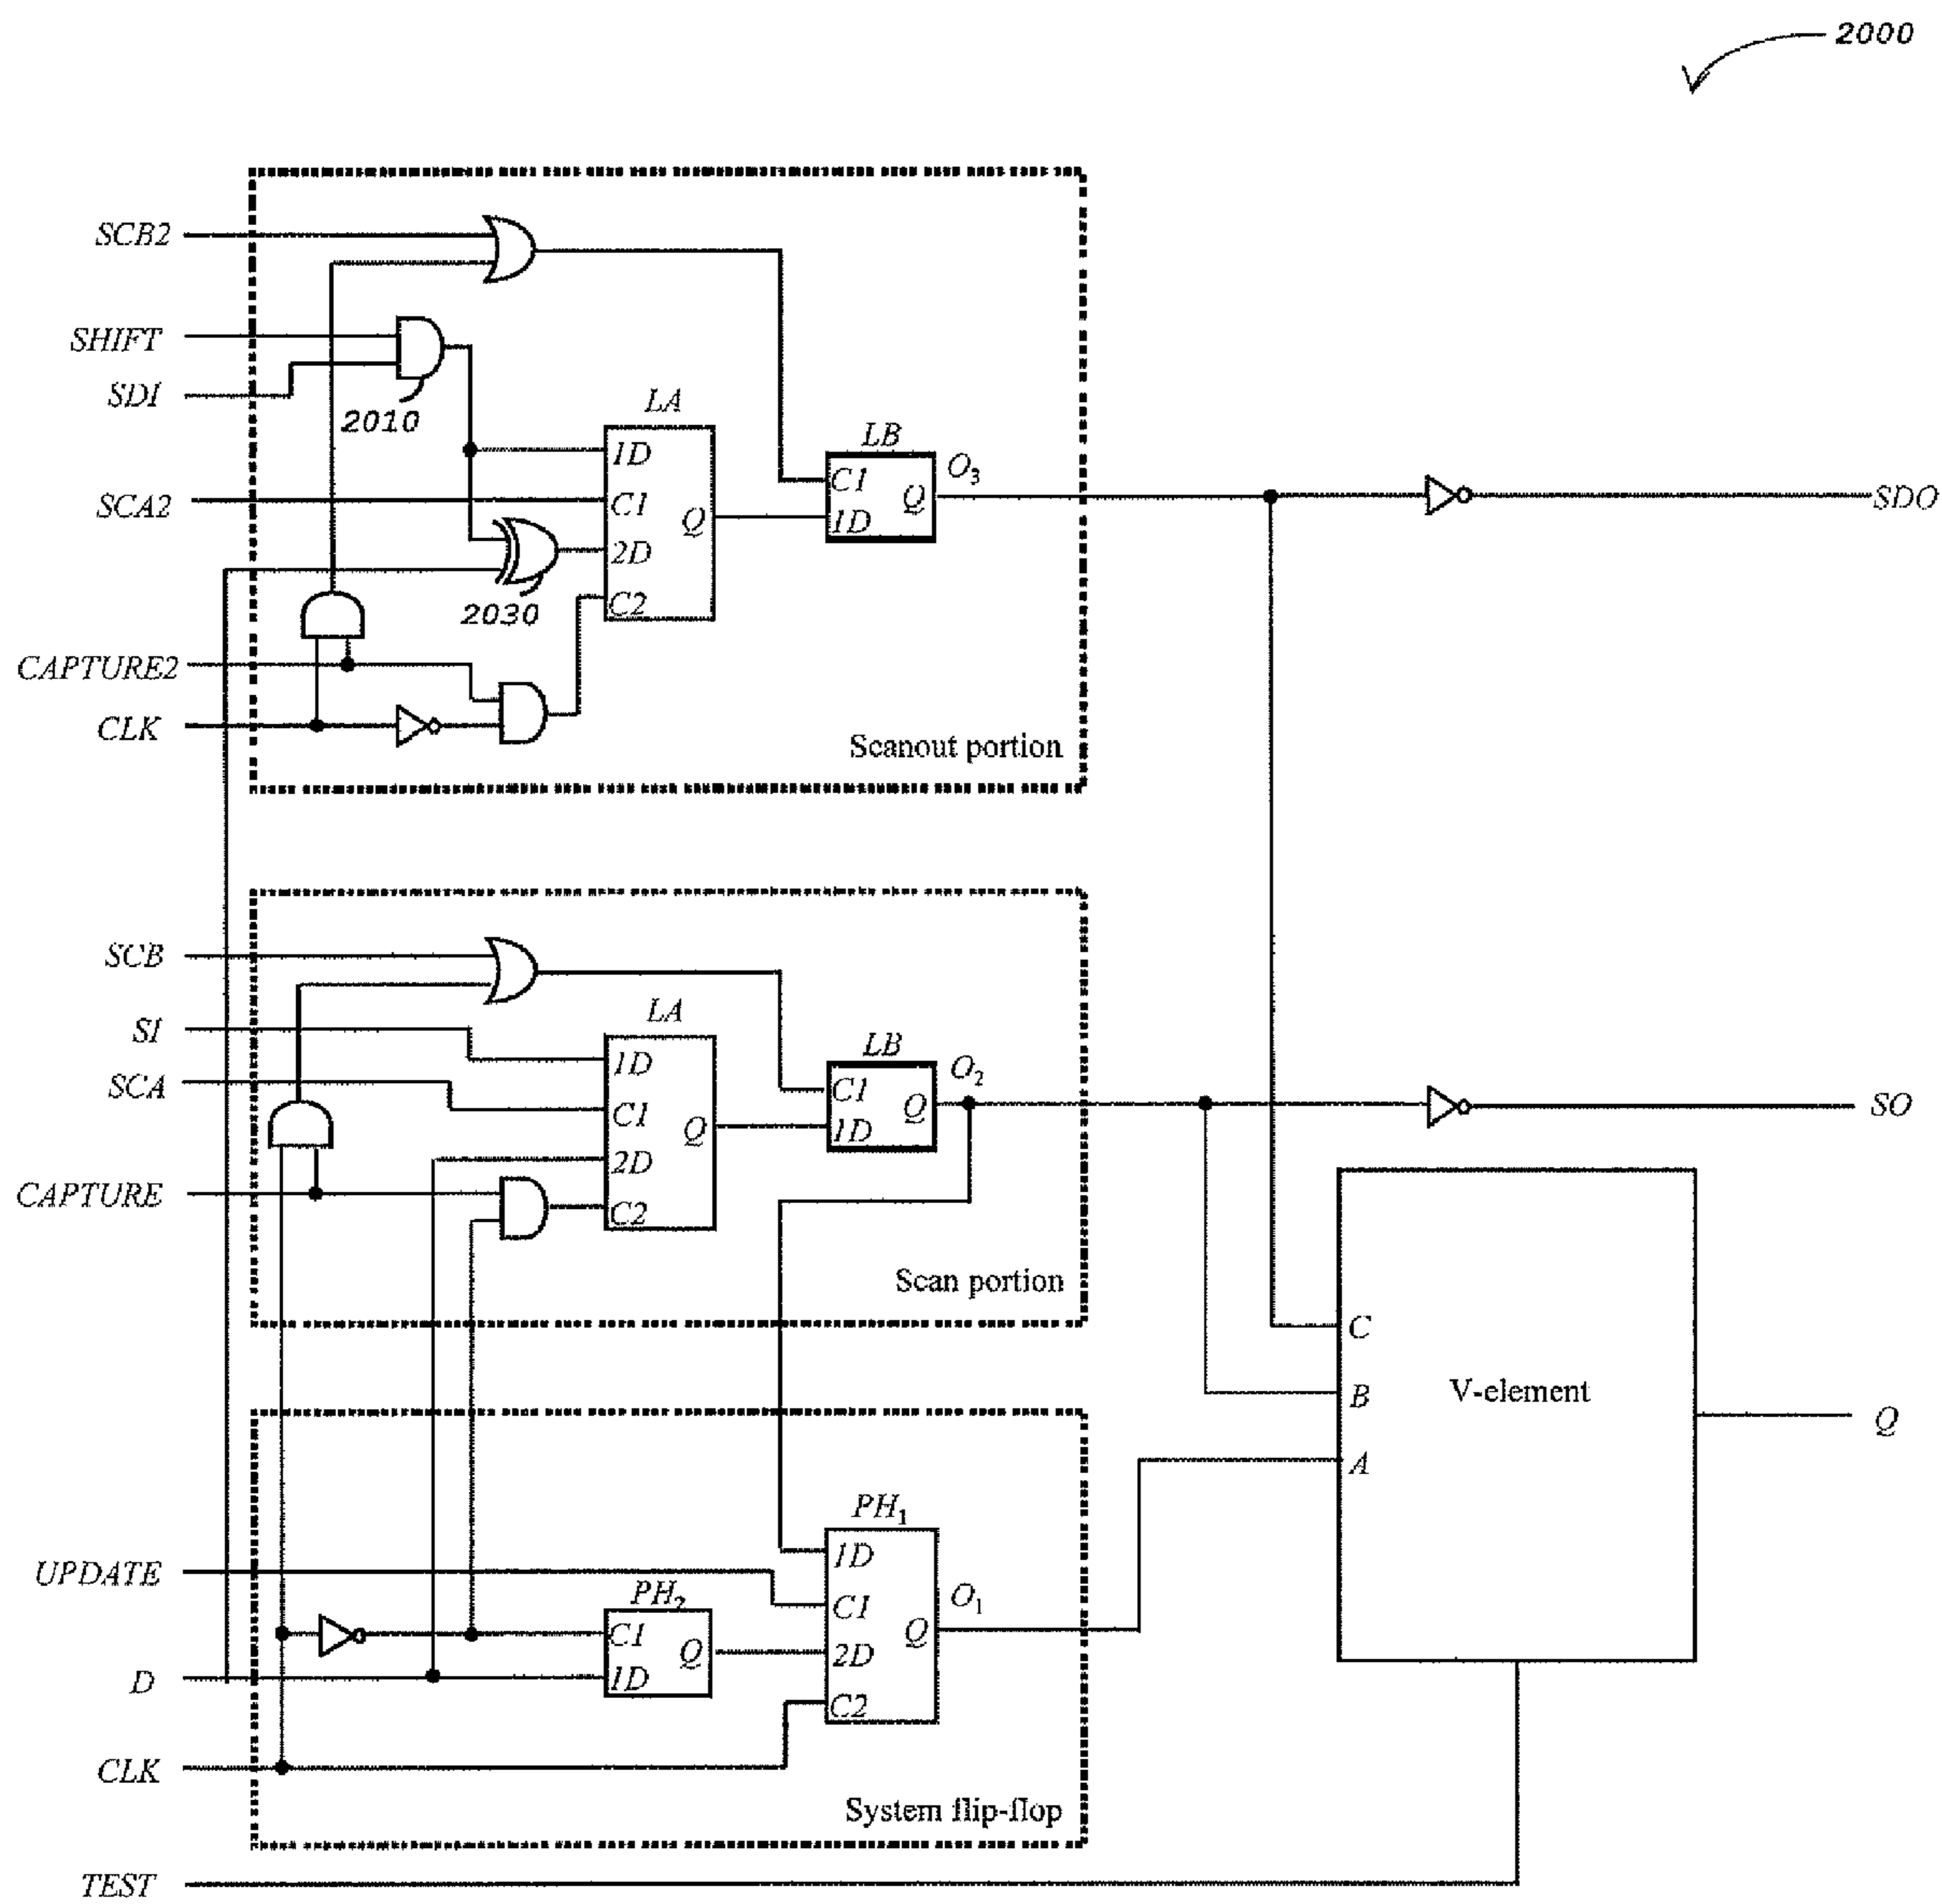 2000
SCB2
SHIFT
SDI
2010
LA
1D
LB
O3
C1
SCA2
C1
Q
Q
SDO
1D
2D
2030
C2
CAPTURE2
CLK
Scanout portion
SCB
SI
LA
LB
O2
1D
SCA
C1
C1
Q
Q
SO
1D
2D
CAPTURE
C2
Scan portion
C
B
V-element
Q
A
PH1
1D
UPDATE
PH2
C1
O1
C1
Q
Q
2D
D
1D
C2
CLK
System flip-flop
TEST